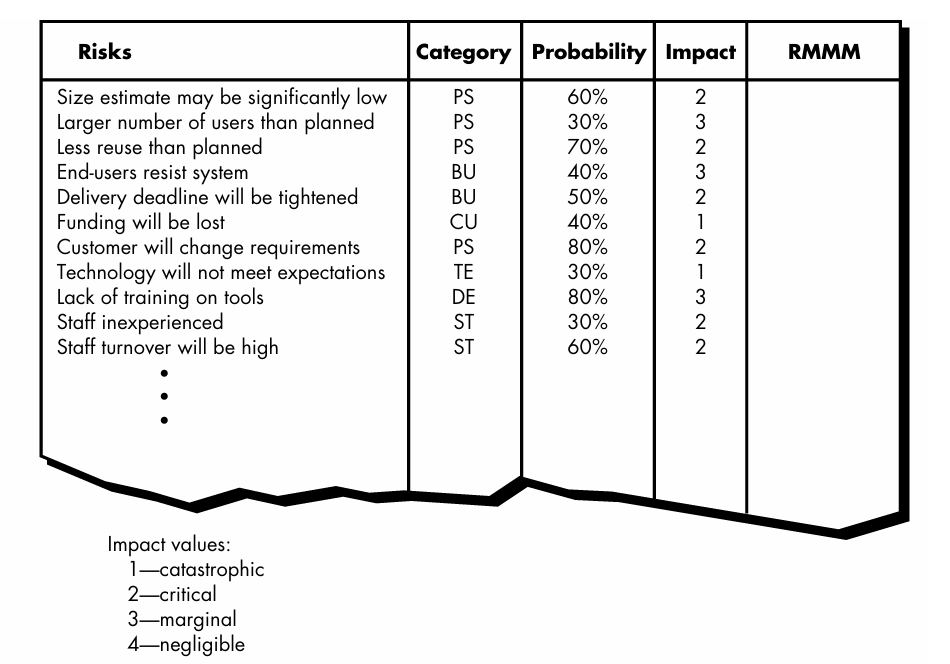 Risks Category Probability Impact RMMM
Size estimate may be significantly low PS 60% 2
Larger number of users than planned PS 30% 3
Less reuse than planned PS 70% 2
End-users resist system BU 40% 3
Delivery deadline will be tightened BU 50% 2
Funding will be lost CU 40% 1
Customer will change requirements PS 80% 2
Technology will not meet expectations TE 30% 1
Lack of training on tools DE 80% 3
Staff inexperienced ST 30% 2
Staff turnover will be high ST 60% 2
Impact values:
1—catastrophic
2—critical
3—marginal
4—negligible